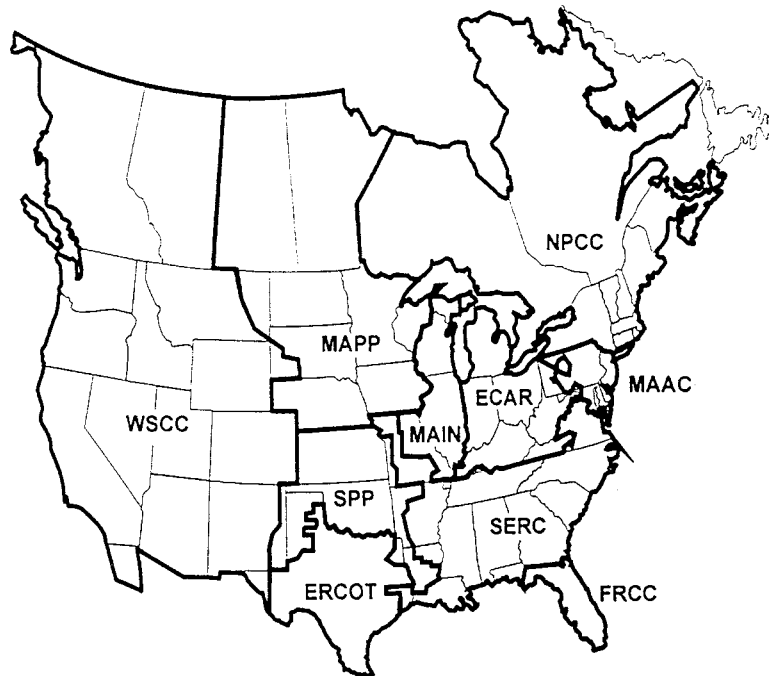 NPCC
MAPP
MAAC
ECAR
WSCC
MAIN
SPP
SERC
ERCOT
FRCC